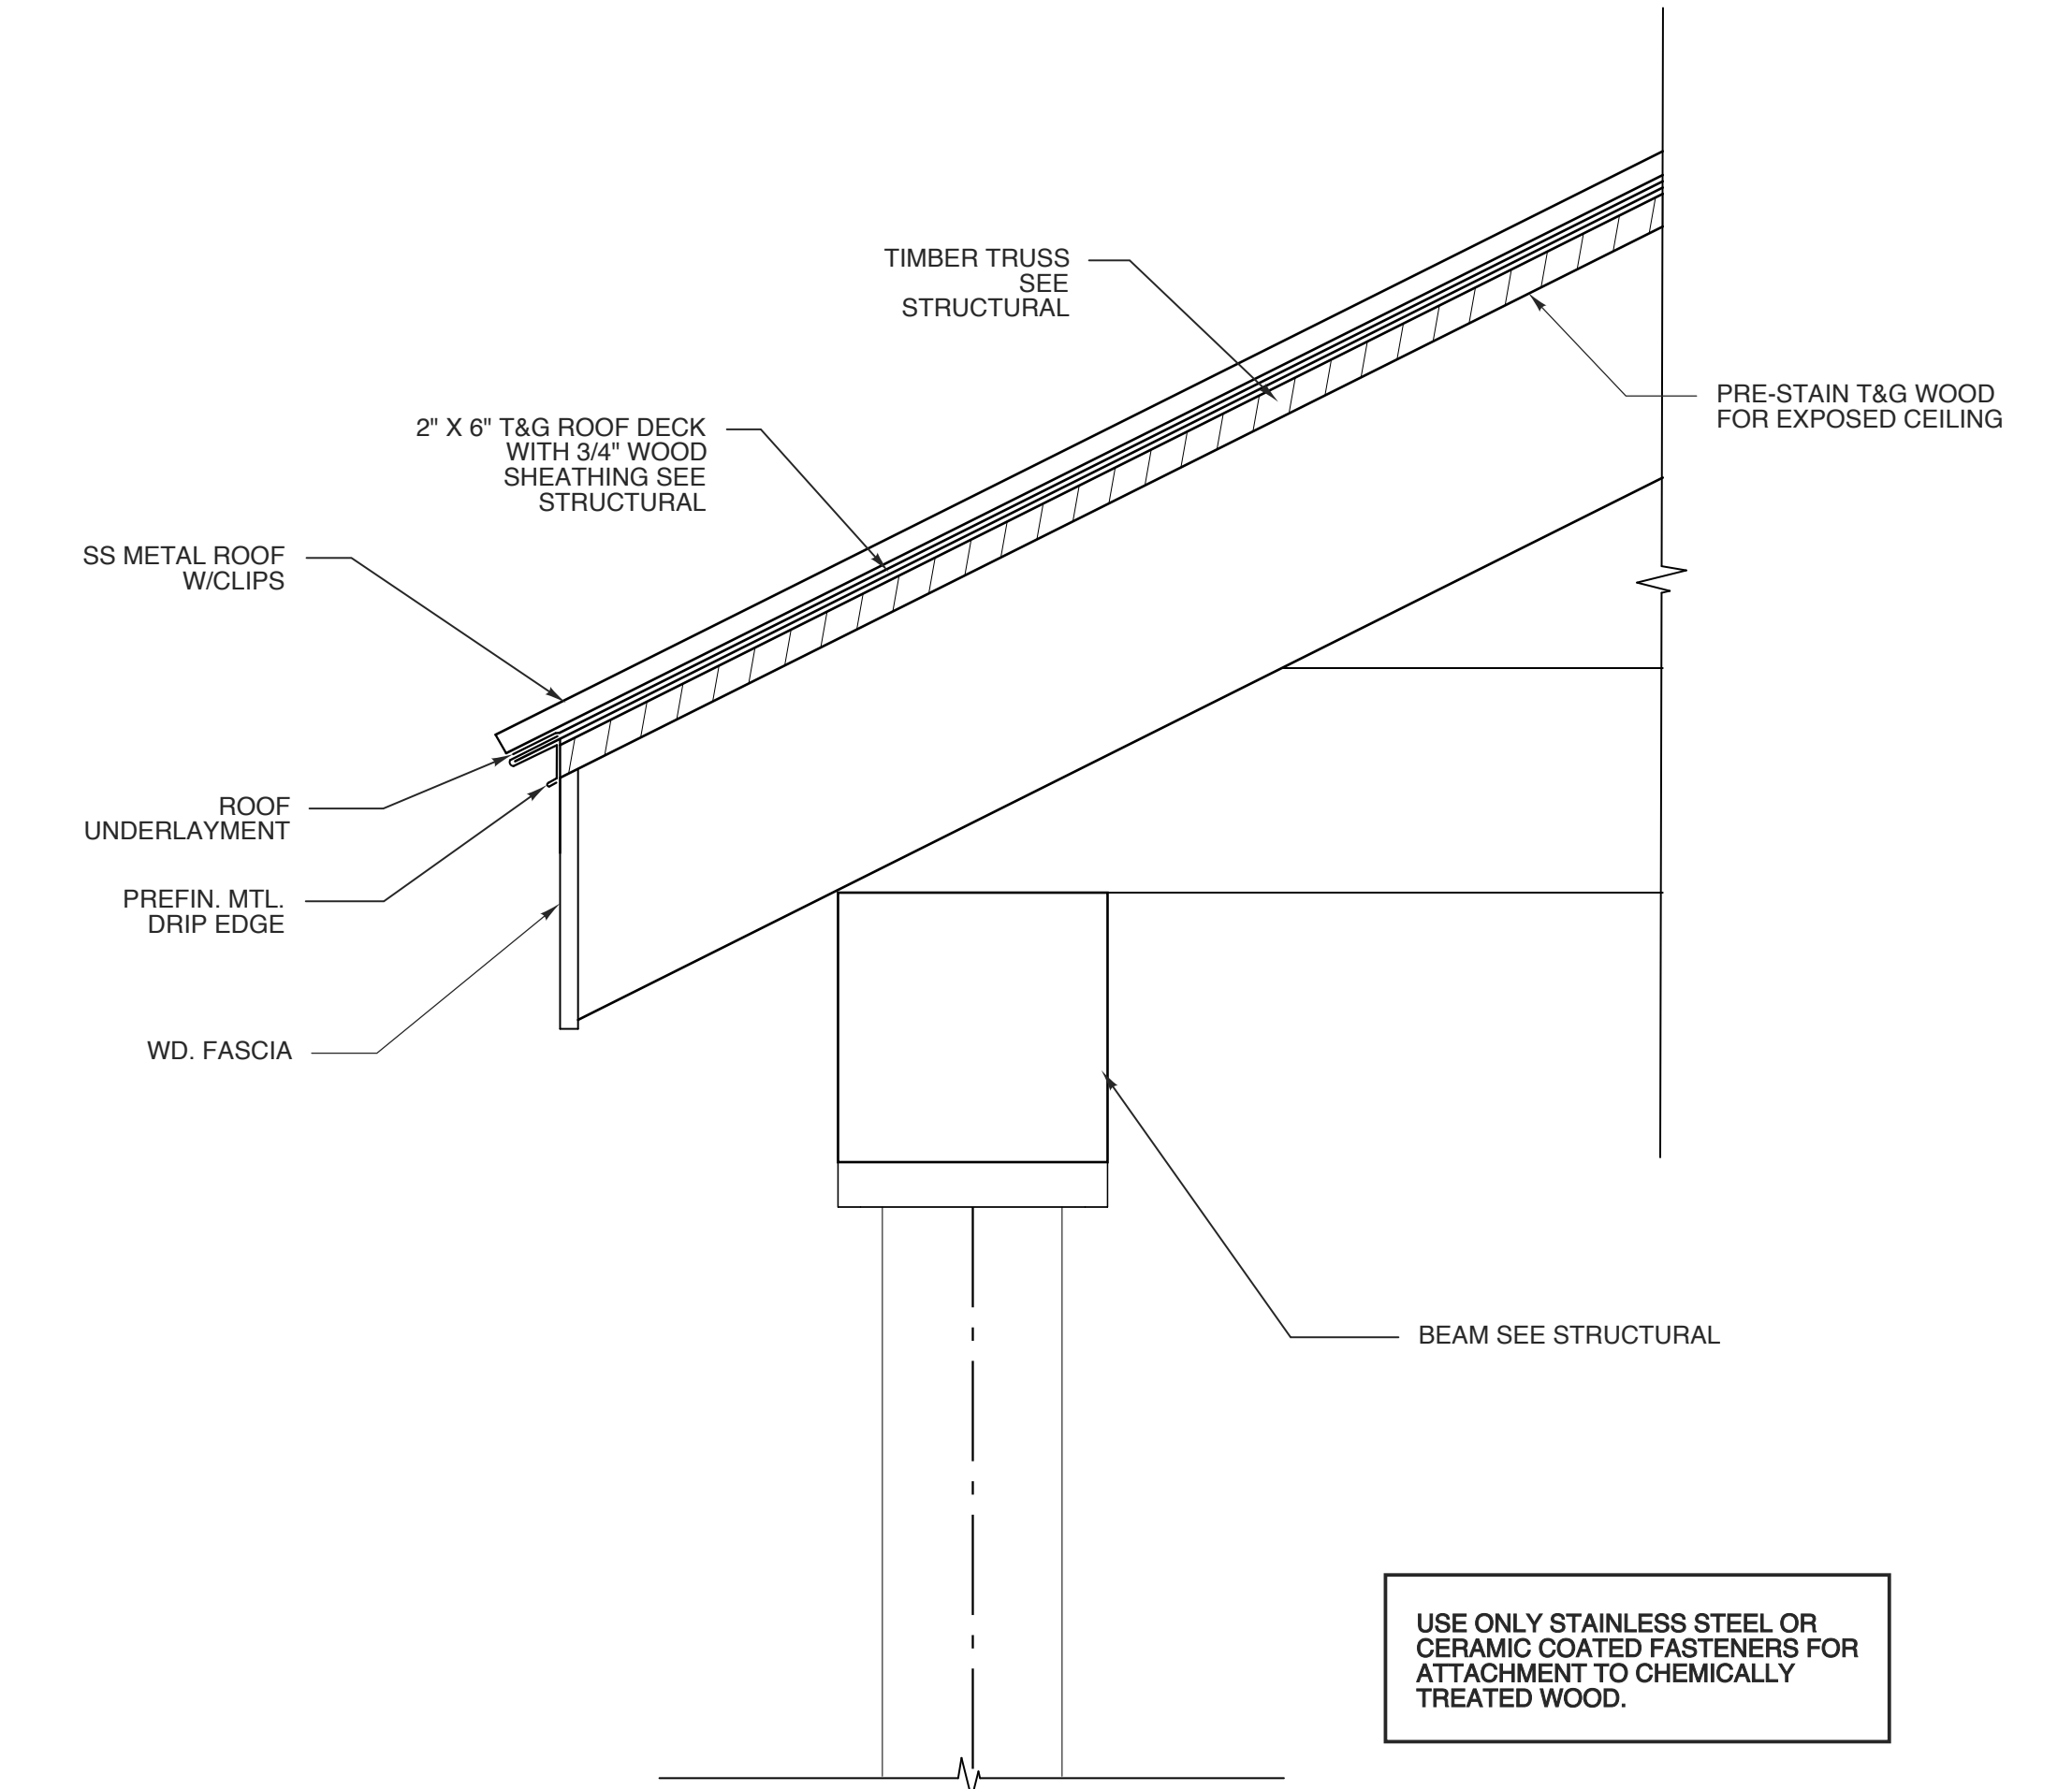 TIMBER TRUSS
SEE
STRUCTURAL
PRE-STAIN T&G WOOD
FOR EXPOSED CEILING
2" X 6" T&G ROOF DECK
WITH 3/4" WOOD
SHEATHING SEE
STRUCTURAL
SS METAL ROOF
W/CLIPS
ROOF
UNDERLAYMENT
PREFIN. MTL.
DRIP EDGE
WD. FASCIA
BEAM SEE STRUCTURAL
USE ONLY STAINLESS STEEL OR
CERAMIC COATED FASTENERS FOR
ATTACHMENT TO CHEMICALLY
TREATED WOOD.